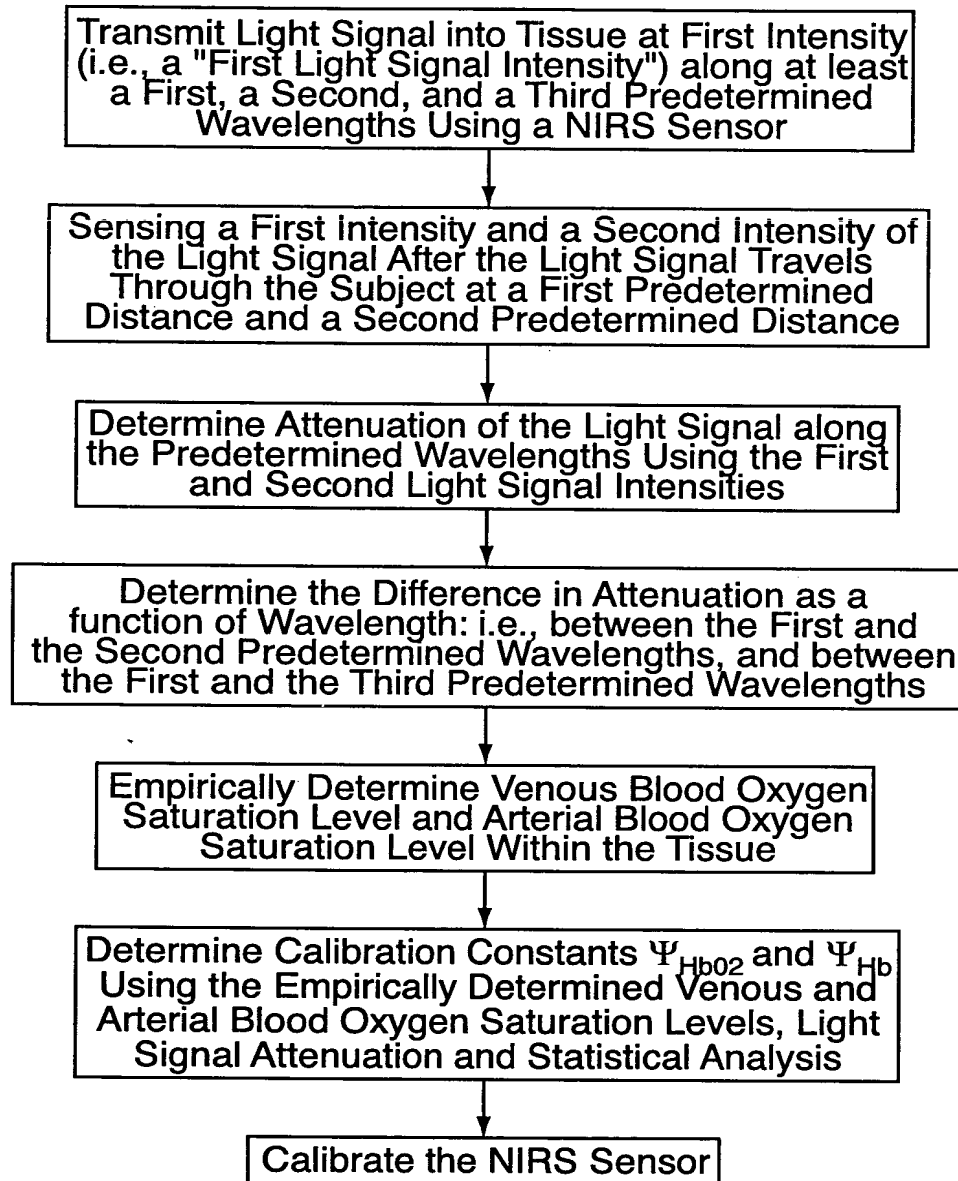 Transmit Light Signal into Tissue at First Intensity
(i.e., a "First Light Signal Intensity") along at least
a First, a Second, and a Third Predetermined
Wavelengths Using a NIRS Sensor
Sensing a First Intensity and a Second Intensity of
the Light Signal After the Light Signal Travels
Through the Subject at a First Predetermined
Distance and a Second Predetermined Distance
Determine Attenuation of the Light Signal along
the Predetermined Wavelengths Using the First
and Second Light Signal Intensities
Determine the Difference in Attenuation as a
function of Wavelength: i.e., between the First and
the Second Predetermined Wavelengths, and between
the First and the Third Predetermined Wavelengths
Empirically Determine Venous Blood Oxygen
Saturation Level and Arterial Blood Oxygen
Saturation Level Within the Tissue
Determine Calibration Constants Ψ_Hb02 and Ψ_Hb
Using the Empirically Determined Venous and
Arterial Blood Oxygen Saturation Levels, Light
Signal Attenuation and Statistical Analysis
Calibrate the NIRS Sensor